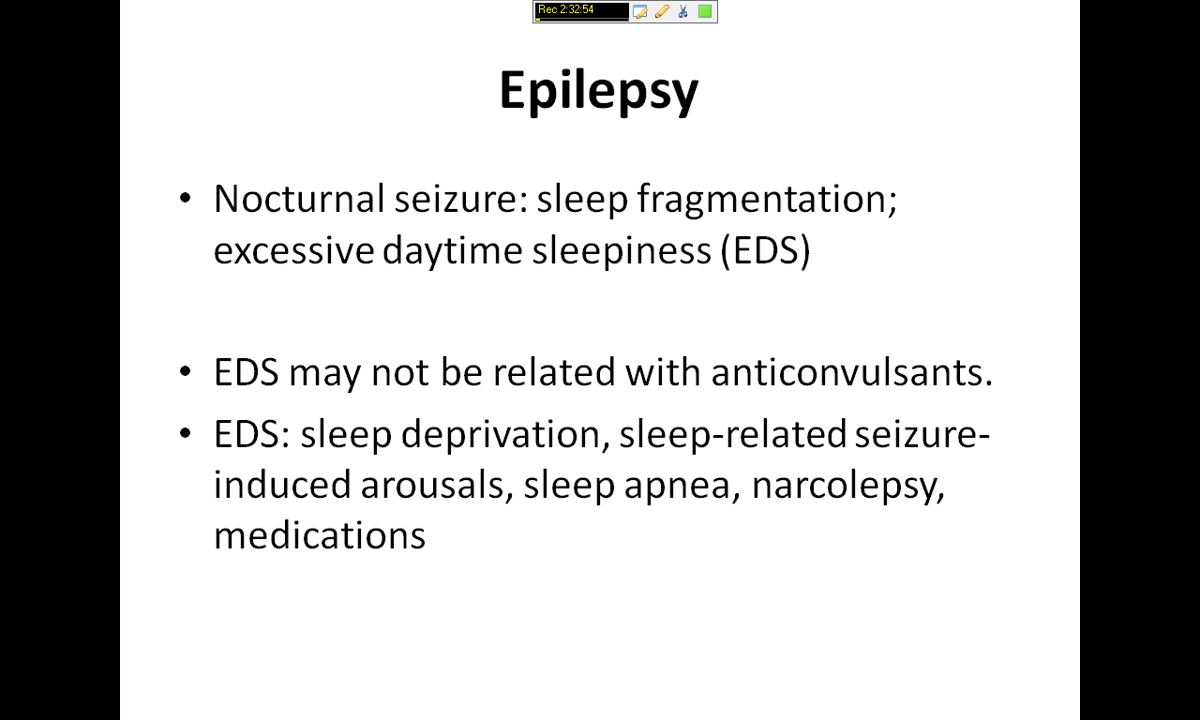 Rec 2:32:54
Epilepsy
• Nocturnal seizure: sleep fragmentation;
excessive daytime sleepiness (EDS)
• EDS may not be related with anticonvulsants.
• EDS: sleep deprivation, sleep-related seizure-
induced arousals, sleep apnea, narcolepsy,
medications